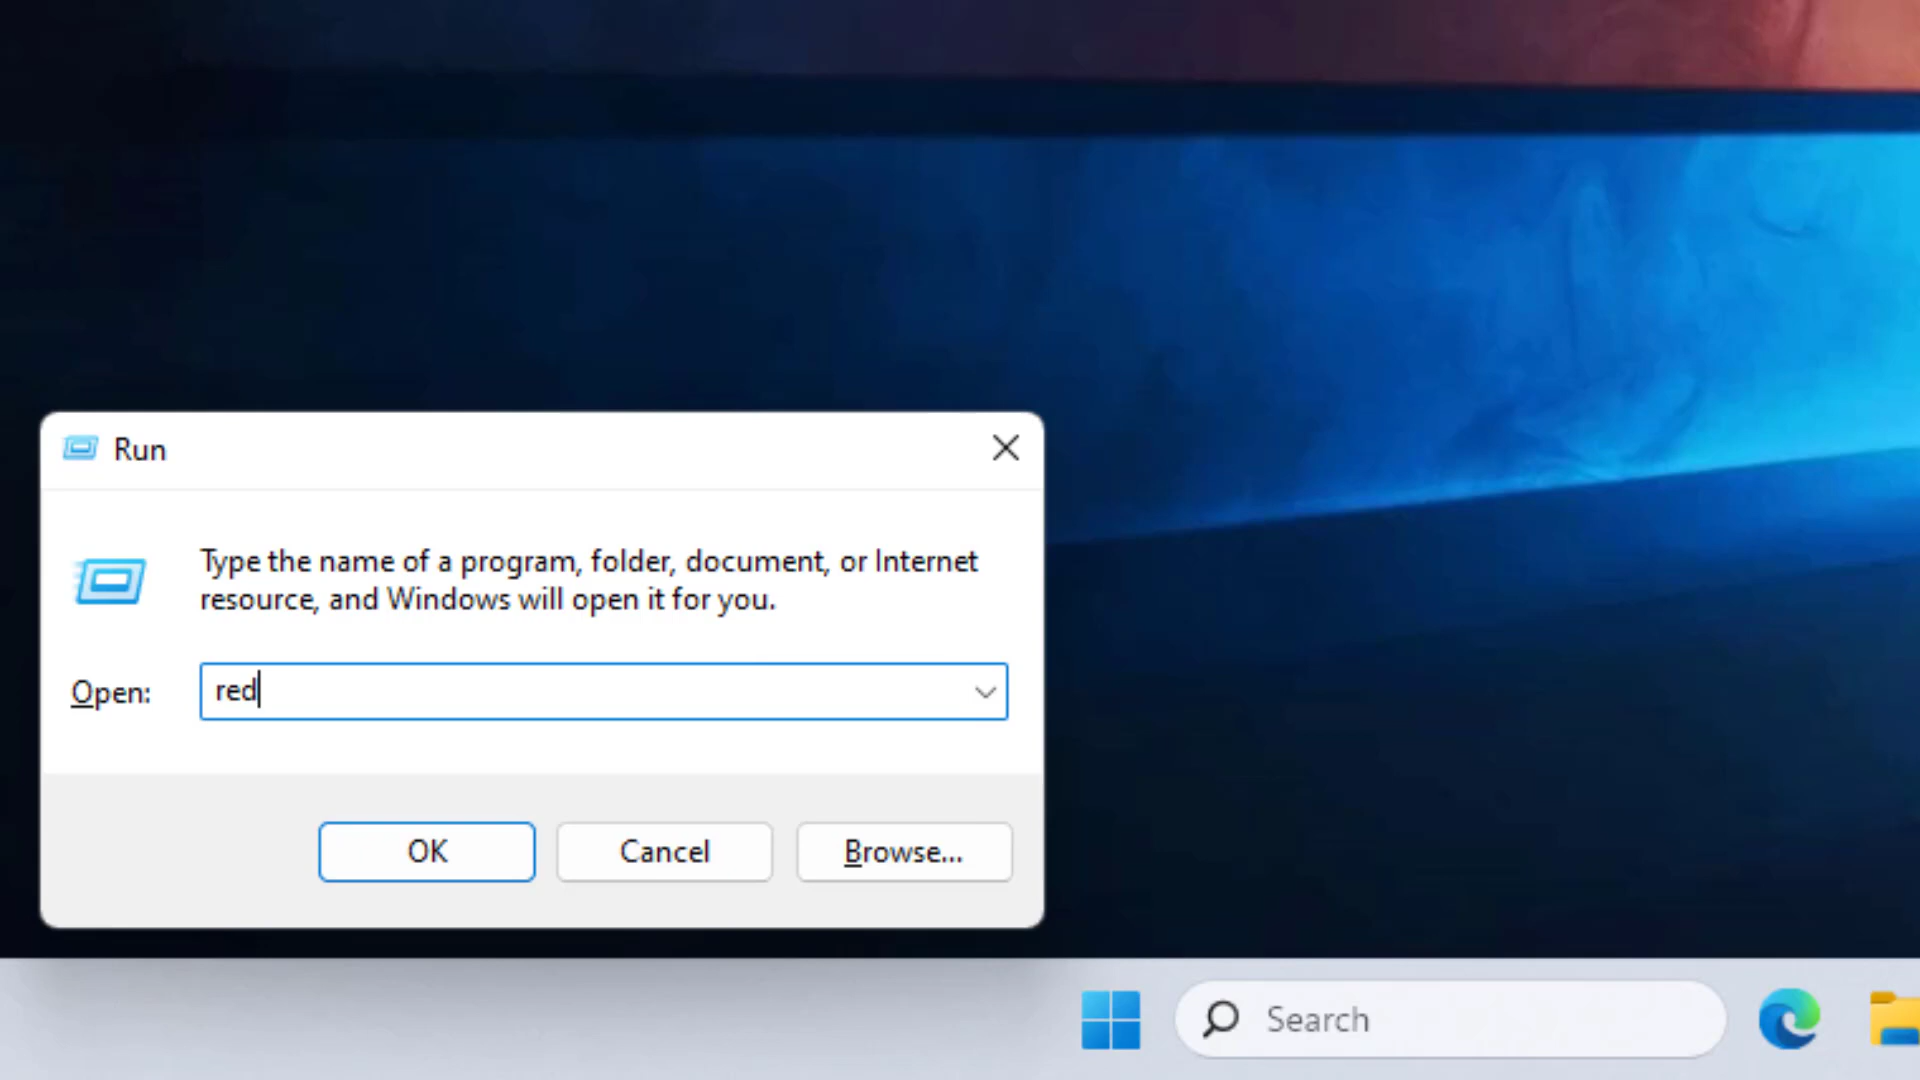 Run
Type the name of a program, folder, document, or Internet
resource, and Windows will open it for you.
Open: red
OK Cancel Browse...
Search